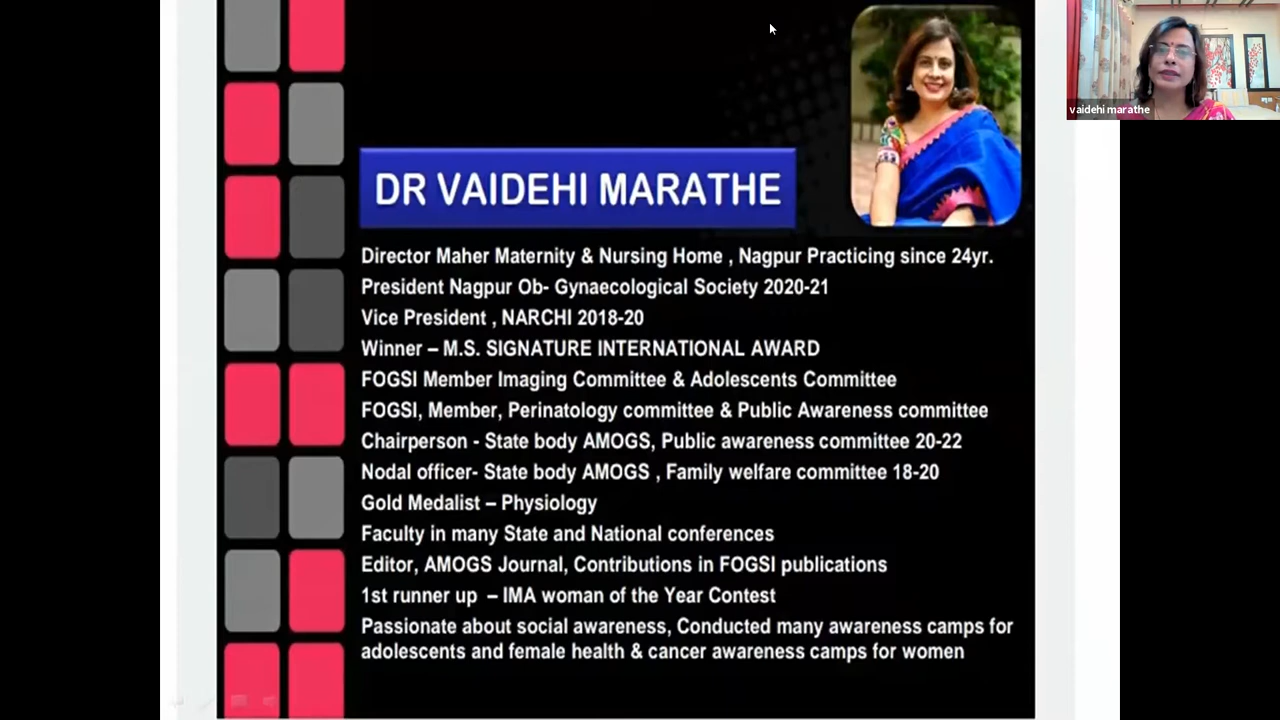 DR VAIDEHI MARATHE
Director Maher Maternity & Nursing Home , Nagpur Practicing since 24yr.
President Nagpur Ob- Gynaecological Society 2020-21
Vice President , NARCHI 2018-20
Winner – M.S. SIGNATURE INTERNATIONAL AWARD
FOGSI Member Imaging Committee & Adolescents Committee
FOGSI, Member, Perinatology committee & Public Awareness committee
Chairperson - State body AMOGS, Public awareness committee 20-22
Nodal officer- State body AMOGS , Family welfare committee 18-20
Gold Medalist – Physiology
Faculty in many State and National conferences
Editor, AMOGS Journal, Contributions in FOGSI publications
1st runner up – IMA woman of the Year Contest
Passionate about social awareness, Conducted many awareness camps for
adolescents and female health & cancer awareness camps for women
vaidehi marathe